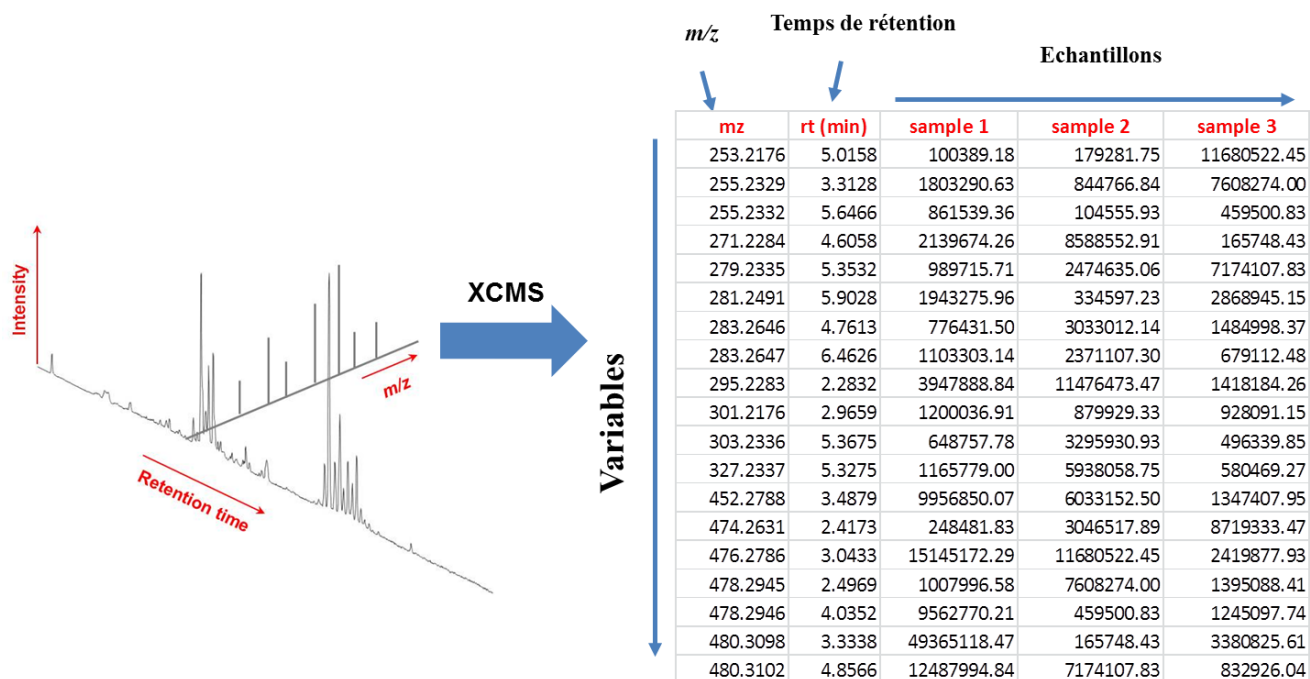 m/z
Temps de rétention
Echantillons
Intensity
m/z
Retention time
XCMS
Variables
mz rt (min) sample 1 sample 2 sample 3
253.2176 5.0158 100389.18 179281.75 11680522.45
255.2329 3.3128 1803290.63 844766.84 7608274.00
255.2332 5.6466 861539.36 104555.93 459500.83
271.2284 4.6058 2139674.26 8588552.91 165748.43
279.2335 5.3532 989715.71 2474635.06 7174107.83
281.2491 5.9028 1943275.96 334597.23 2868945.15
283.2646 4.7613 776431.50 3033012.14 1484998.37
283.2647 6.4626 1103303.14 2371107.30 679112.48
295.2283 2.2832 3947888.84 11476473.47 1418184.26
301.2176 2.9659 1200036.91 879929.33 928091.15
303.2336 5.3675 648757.78 3295930.93 496339.85
327.2337 5.3275 1165779.00 5938058.75 580469.27
452.2788 3.4879 9956850.07 6033152.50 1347407.95
474.2631 2.4173 248481.83 3046517.89 8719333.47
476.2786 3.0433 15145172.29 11680522.45 2419877.93
478.2945 2.4969 1007996.58 7608274.00 1395088.41
478.2946 4.0352 9562770.21 459500.83 1245097.74
480.3098 3.3338 49365118.47 165748.43 3380825.61
480.3102 4.8566 12487994.84 7174107.83 832926.04